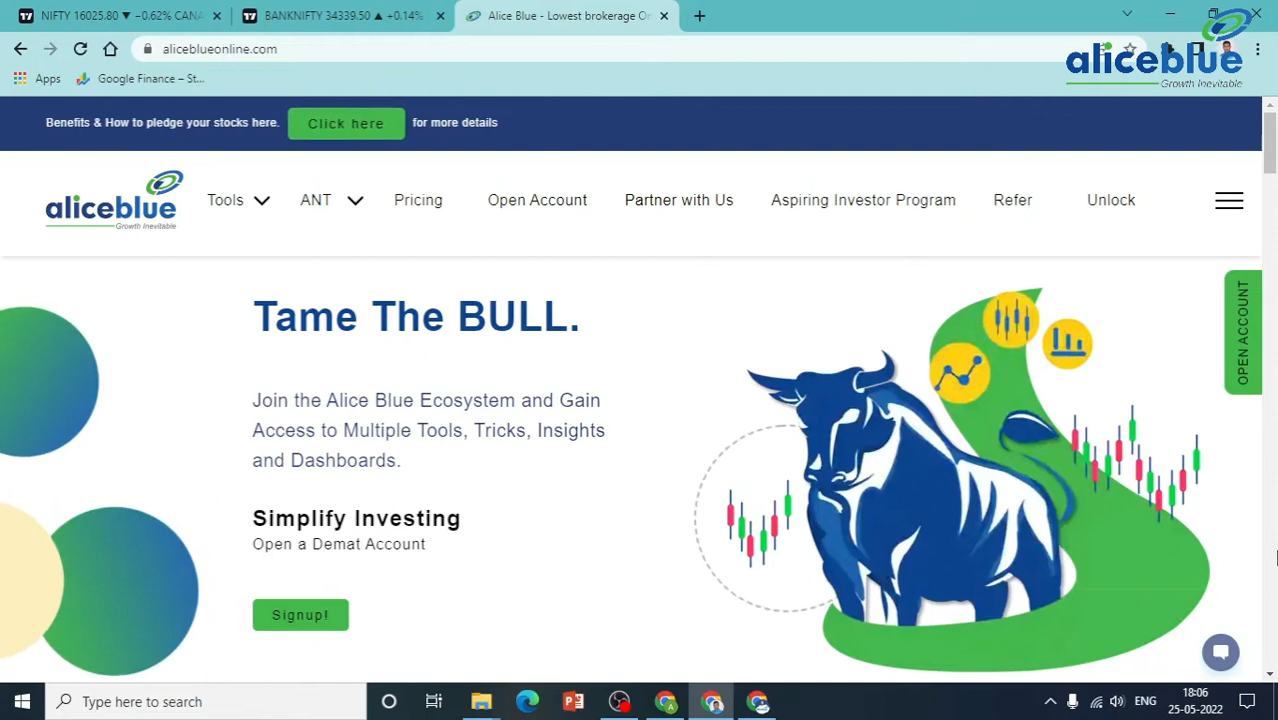 NIFTY 16025.80 ▼ −0.62% CANA
BANKNIFTY 34339.50 ▲ +0.14%
Alice Blue - Lowest brokerage On
aliceblueonline.com
aliceblue
Growth Inevitable
Apps
Google Finance – St...
Benefits & How to pledge your stocks here.
Click here
for more details
aliceblue
Growth Inevitable
Tools
ANT
Pricing
Open Account
Partner with Us
Aspiring Investor Program
Refer
Unlock
Tame The BULL.
OPEN ACCOUNT
Join the Alice Blue Ecosystem and Gain
Access to Multiple Tools, Tricks, Insights
and Dashboards.
Simplify Investing
Open a Demat Account
Signup!
Type here to search
ENG
18:06
25-05-2022